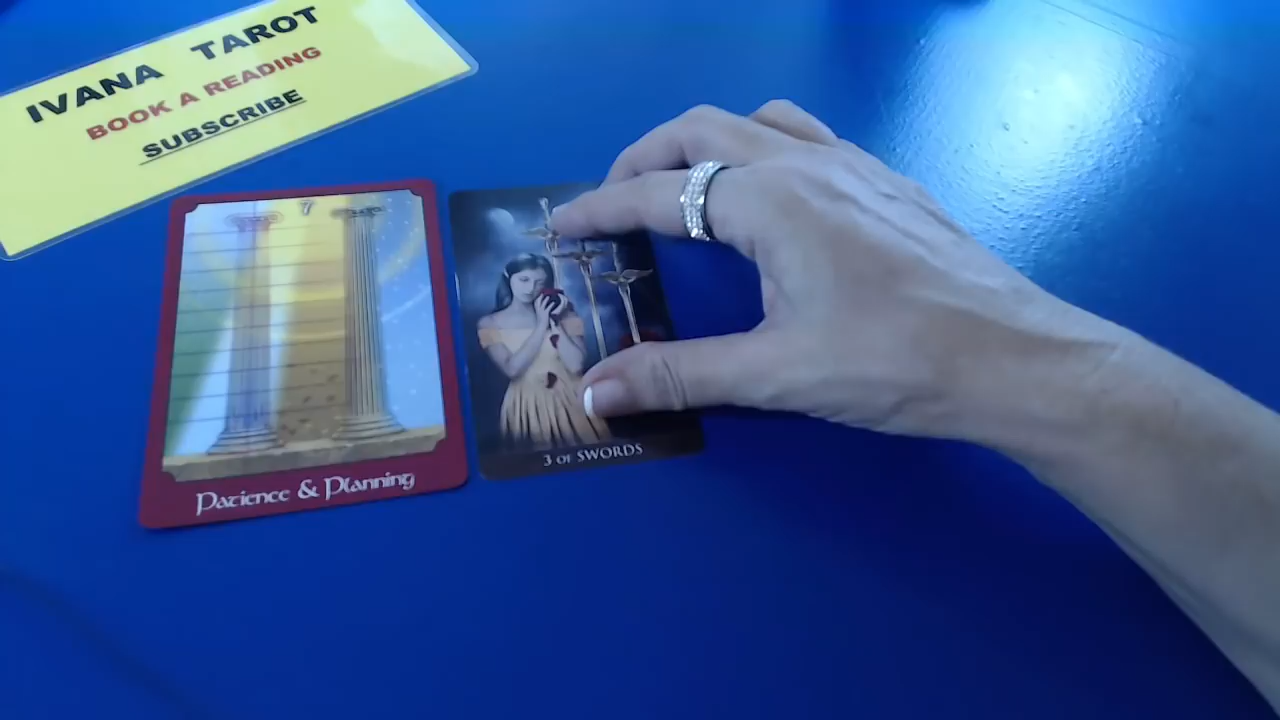 IVANA TAROT
BOOK A READING
SUBSCRIBE
7
Patience & Planning
3 OF SWORDS